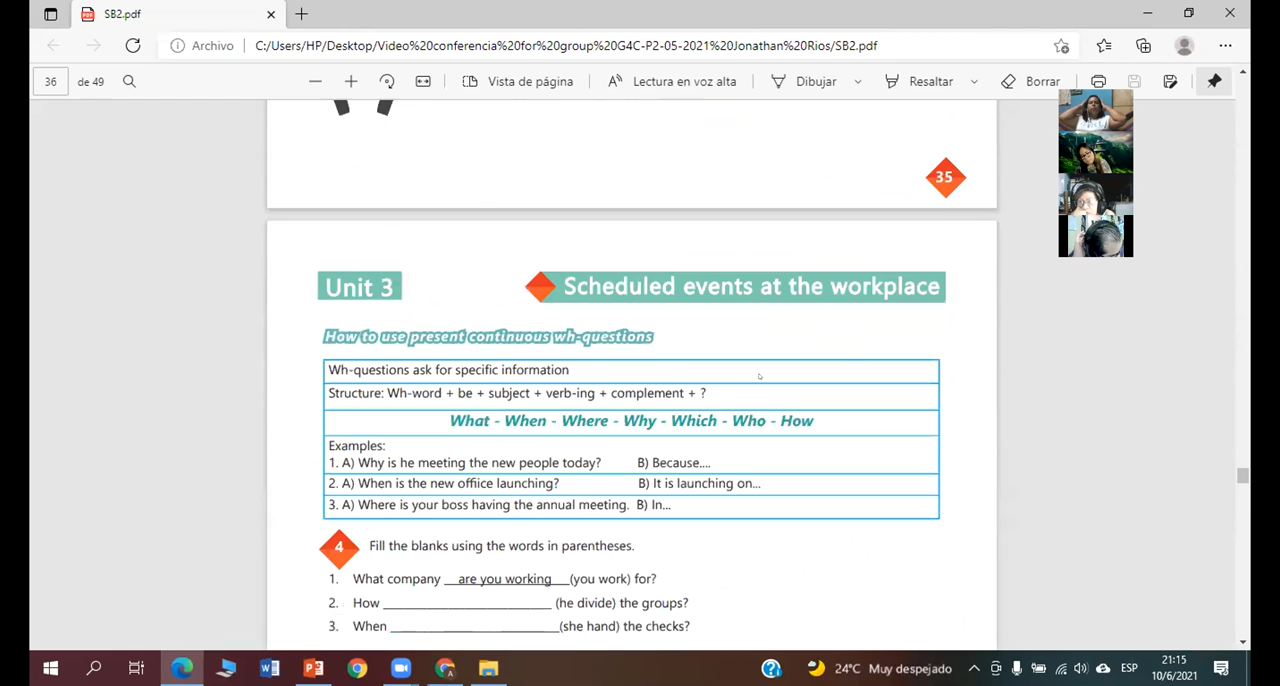 SB2.pdf
Archivo C:/Users/HP/Desktop/Video%20conferencia%20for%20group%20G4C-P2-05-2021%20Jonathan%20Rios/SB2.pdf
36 de 49 Vista de página Lectura en voz alta Dibujar Resaltar Borrar
35
Unit 3 Scheduled events at the workplace
How to use present continuous wh-questions
Wh-questions ask for specific information
Structure: Wh-word + be + subject + verb-ing + complement + ?
What - When - Where - Why - Which - Who - How
Examples:
1. A) Why is he meeting the new people today? B) Because....
2. A) When is the new offiice launching? B) It is launching on...
3. A) Where is your boss having the annual meeting. B) In...
4 Fill the blanks using the words in parentheses.
1. What company __are you working___(you work) for?
2. How ___________________________ (he divide) the groups?
3. When ___________________________(she hand) the checks?
24°C Muy despejado ESP 21:15
10/6/2021